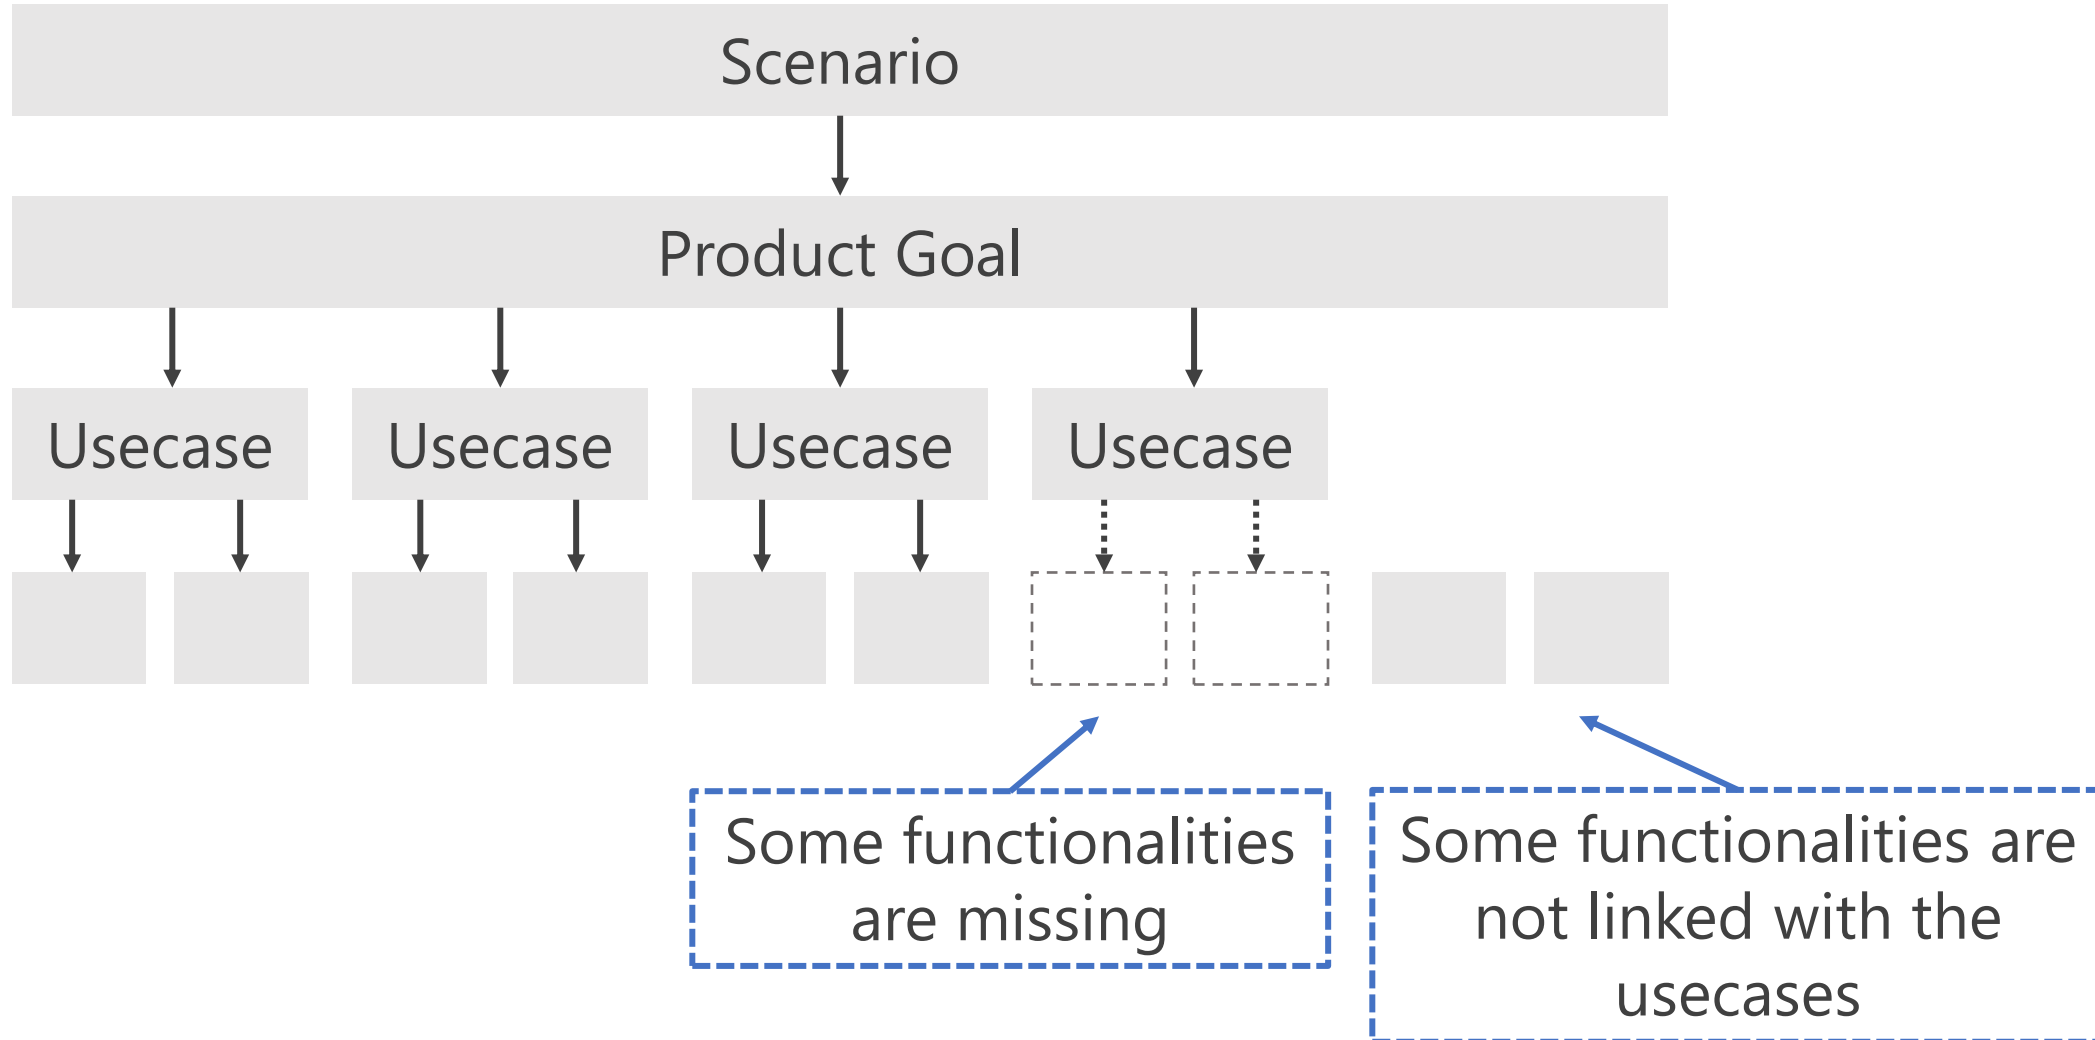 Scenario
Product Goal
Usecase
Usecase
Usecase
Usecase
Some functionalities
are missing
Some functionalities are
not linked with the
usecases